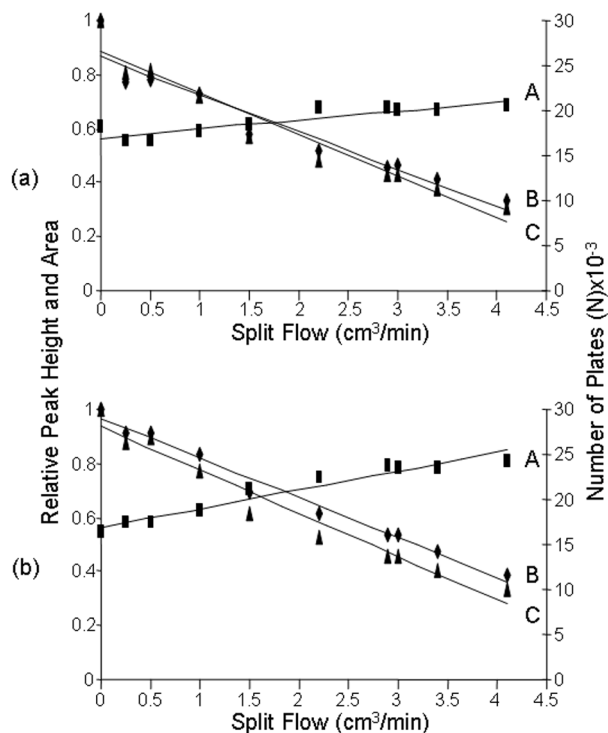 1
0.8
0.6
0.4
0.2
0
30
25
20
15
10
5
0
0 0.5 1 1.5 2 2.5 3 3.5 4 4.5
Split Flow (cm³/min)
A
B
C
(a)
Relative Peak Height and Area
Number of Plates (N)x10⁻³
1
0.8
0.6
0.4
0.2
0
30
25
20
15
10
5
0
0 0.5 1 1.5 2 2.5 3 3.5 4 4.5
Split Flow (cm³/min)
A
B
C
(b)